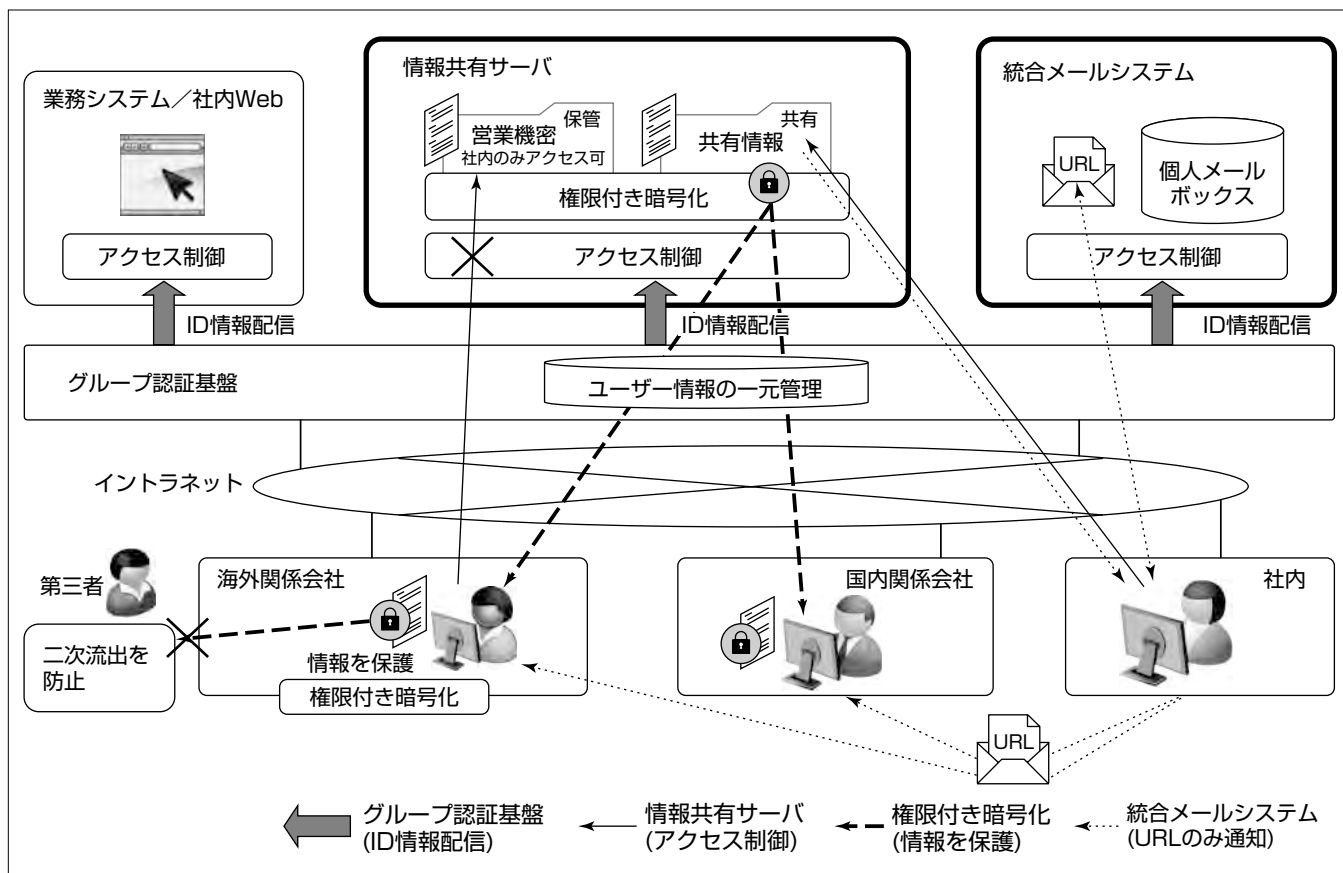 業務システム／社内Web
アクセス制御
ID情報配信
情報共有サーバ
保管
営業機密
社内のみアクセス可
共有
共有情報
権限付き暗号化
アクセス制御
ID情報配信
統合メールシステム
URL
個人メール
ボックス
アクセス制御
ID情報配信
グループ認証基盤
ユーザー情報の一元管理
イントラネット
第三者
二次流出を
防止
海外関係会社
情報を保護
権限付き暗号化
国内関係会社
社内
URL
グループ認証基盤
(ID情報配信)
情報共有サーバ
(アクセス制御)
権限付き暗号化
(情報を保護)
統合メールシステム
(URLのみ通知)